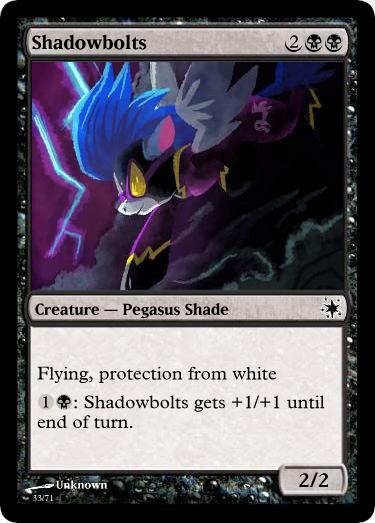 Shadowbolts 2
Creature — Pegasus Shade
Flying, protection from white
1 : Shadowbolts gets +1/+1 until
end of turn.
2/2
Unknown
33/71